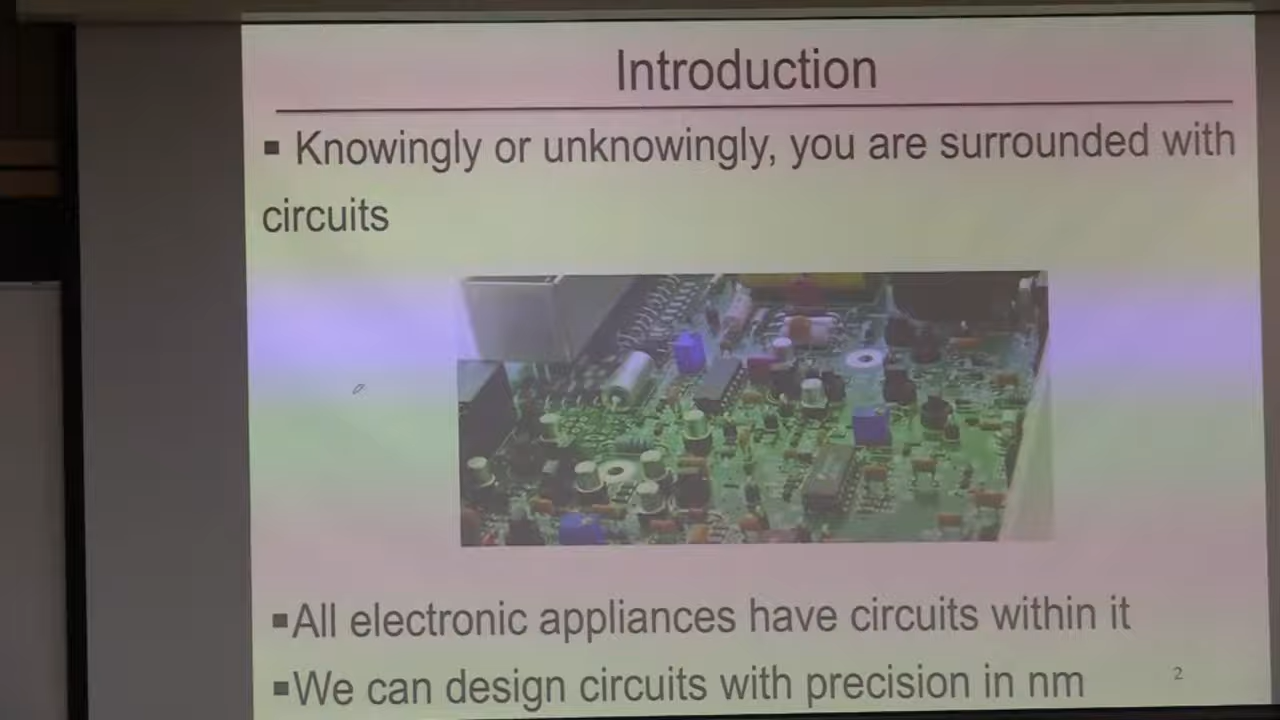 Introduction
▪ Knowingly or unknowingly, you are surrounded with
circuits
▪All electronic appliances have circuits within it
▪We can design circuits with precision in nm
2